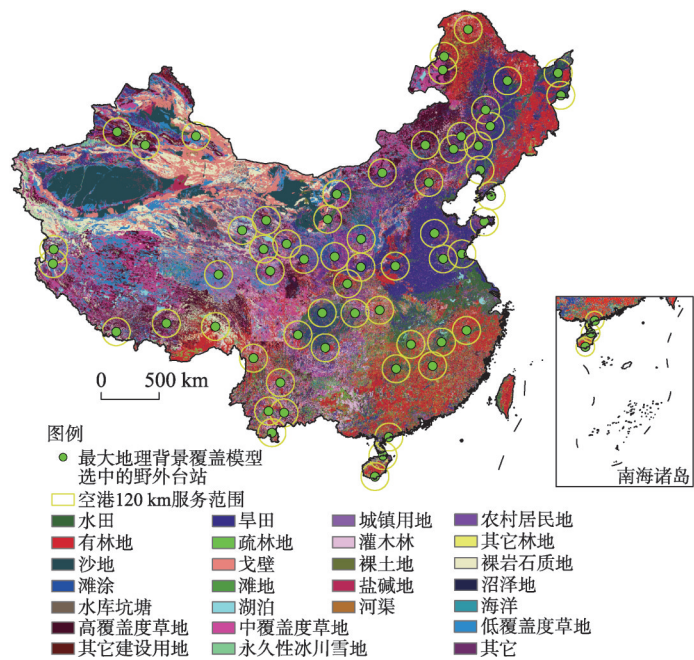 0 500 km
南海诸岛
图例
最大地理背景覆盖模型
选中的野外台站
空港120 km服务范围
水田 旱田 城镇用地 农村居民地
有林地 疏林地 灌木林 其它林地
沙地 戈壁 裸土地 裸岩石质地
滩涂 滩地 盐碱地 沼泽地
水库坑塘 湖泊 河渠 海洋
高覆盖度草地 中覆盖度草地 低覆盖度草地
其它建设用地 永久性冰川雪地 其它